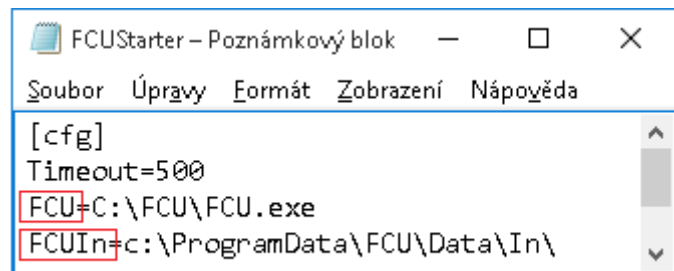 FCUStarter – Poznámkový blok
Soubor Úpravy Formát Zobrazení Nápověda
[cfg]
Timeout=500
FCU=C:\FCU\FCU.exe
FCUIn=c:\ProgramData\FCU\Data\In\